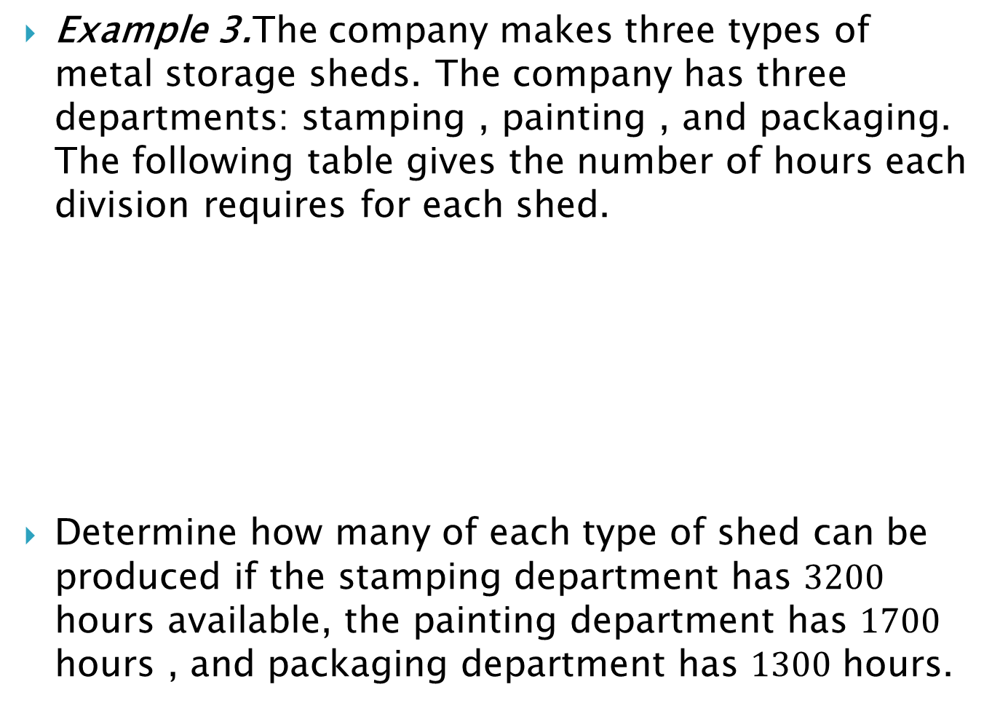 Example 3.The company makes three types of
metal storage sheds. The company has three
departments: stamping , painting , and packaging.
The following table gives the number of hours each
division requires for each shed.
Determine how many of each type of shed can be
produced if the stamping department has 3200
hours available, the painting department has 1700
hours , and packaging department has 1300 hours.